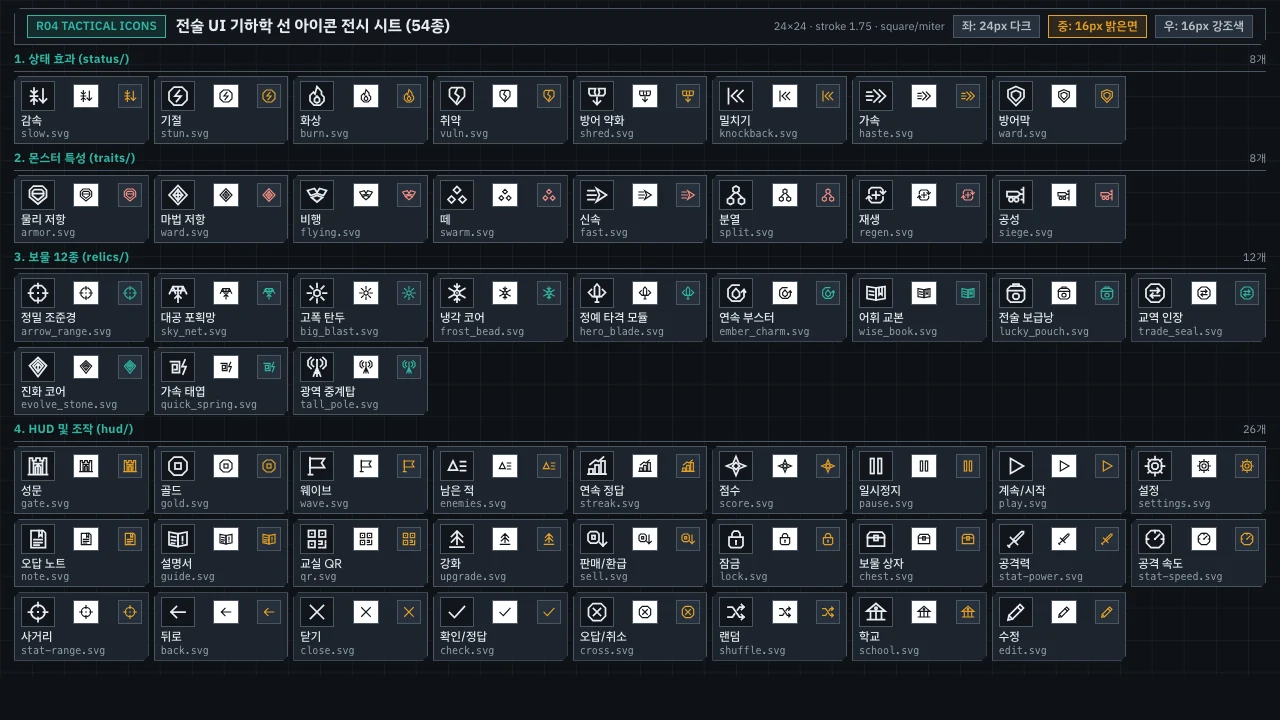 R04 TACTICAL ICONS 전술 UI 기하학 선 아이콘 전시 시트 (54종) 24×24 · stroke 1.75 · square/miter 좌: 24px 다크 중: 16px 밝은면 우: 16px 강조색
1. 상태 효과 (status/) 8개
감속 기절 화상 취약 방어 약화 밀치기 가속 방어막
slow.svg stun.svg burn.svg vuln.svg shred.svg knockback.svg haste.svg ward.svg
2. 몬스터 특성 (traits/) 8개
물리 저항 마법 저항 비행 떼 신속 분열 재생 공성
armor.svg ward.svg flying.svg swarm.svg fast.svg split.svg regen.svg siege.svg
3. 보물 12종 (relics/) 12개
정밀 조준경 대공 포획망 고폭 탄두 냉각 코어 정예 타격 모듈 연속 부스터 어휘 교본 전술 보급낭 교역 인장
arrow_range.svg sky_net.svg big_blast.svg frost_bead.svg hero_blade.svg ember_charm.svg wise_book.svg lucky_pouch.svg trade_seal.svg
진화 코어 가속 태엽 광역 중계탑
evolve_stone.svg quick_spring.svg tall_pole.svg
4. HUD 및 조작 (hud/) 26개
성문 골드 웨이브 남은 적 연속 정답 점수 일시정지 계속/시작 설정
gate.svg gold.svg wave.svg enemies.svg streak.svg score.svg pause.svg play.svg settings.svg
오답 노트 설명서 교실 QR 강화 판매/환급 잠금 보물 상자 공격력 공격 속도
note.svg guide.svg qr.svg upgrade.svg sell.svg lock.svg chest.svg stat-power.svg stat-speed.svg
사거리 뒤로 닫기 확인/정답 오답/취소 랜덤 학교 수정
stat-range.svg back.svg close.svg check.svg cross.svg shuffle.svg school.svg edit.svg